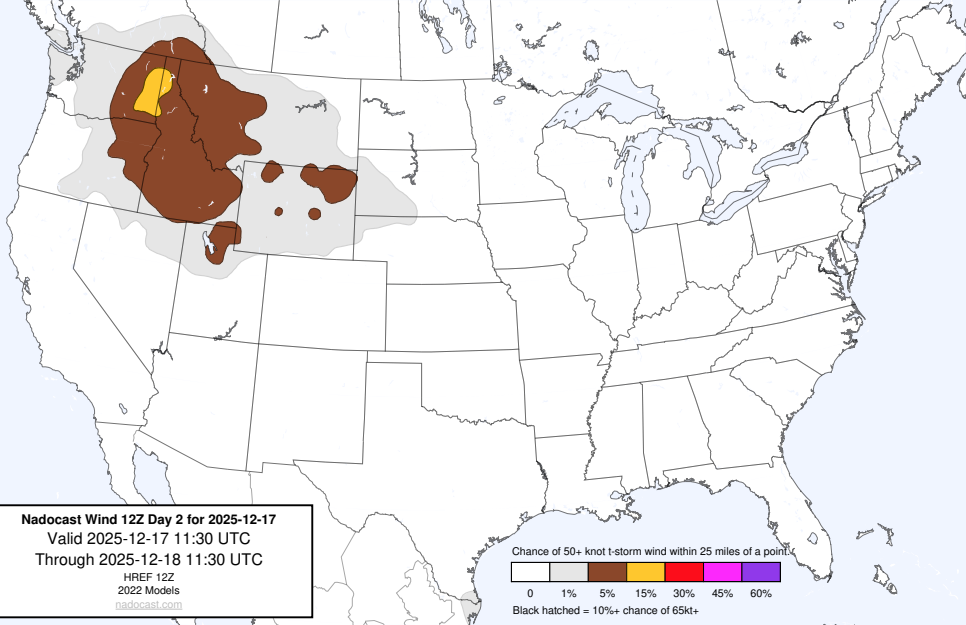 Nadocast Wind 12Z Day 2 for 2025-12-17
Valid 2025-12-17 11:30 UTC
Through 2025-12-18 11:30 UTC
HREF 12Z
2022 Models
nadocast.com
Chance of 50+ knot t-storm wind within 25 miles of a point.
0 1% 5% 15% 30% 45% 60%
Black hatched = 10%+ chance of 65kt+